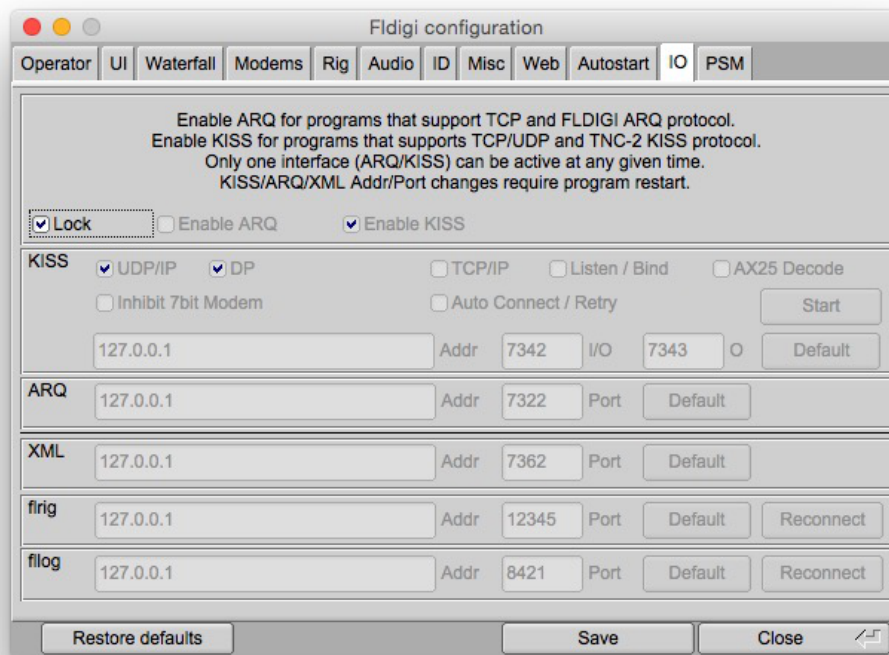 Fldigi configuration
Operator UI Waterfall Modems Rig Audio ID Misc Web Autostart IO PSM
Enable ARQ for programs that support TCP and FLDIGI ARQ protocol.
Enable KISS for programs that supports TCP/UDP and TNC-2 KISS protocol.
Only one interface (ARQ/KISS) can be active at any given time.
KISS/ARQ/XML Addr/Port changes require program restart.
Lock Enable ARQ Enable KISS
KISS UDP/IP DP TCP/IP Listen / Bind AX25 Decode
Inhibit 7bit Modem Auto Connect / Retry Start
127.0.0.1 Addr 7342 I/O 7343 O Default
ARQ 127.0.0.1 Addr 7322 Port Default
XML 127.0.0.1 Addr 7362 Port Default
flrig 127.0.0.1 Addr 12345 Port Default Reconnect
fllog 127.0.0.1 Addr 8421 Port Default Reconnect
Restore defaults Save Close